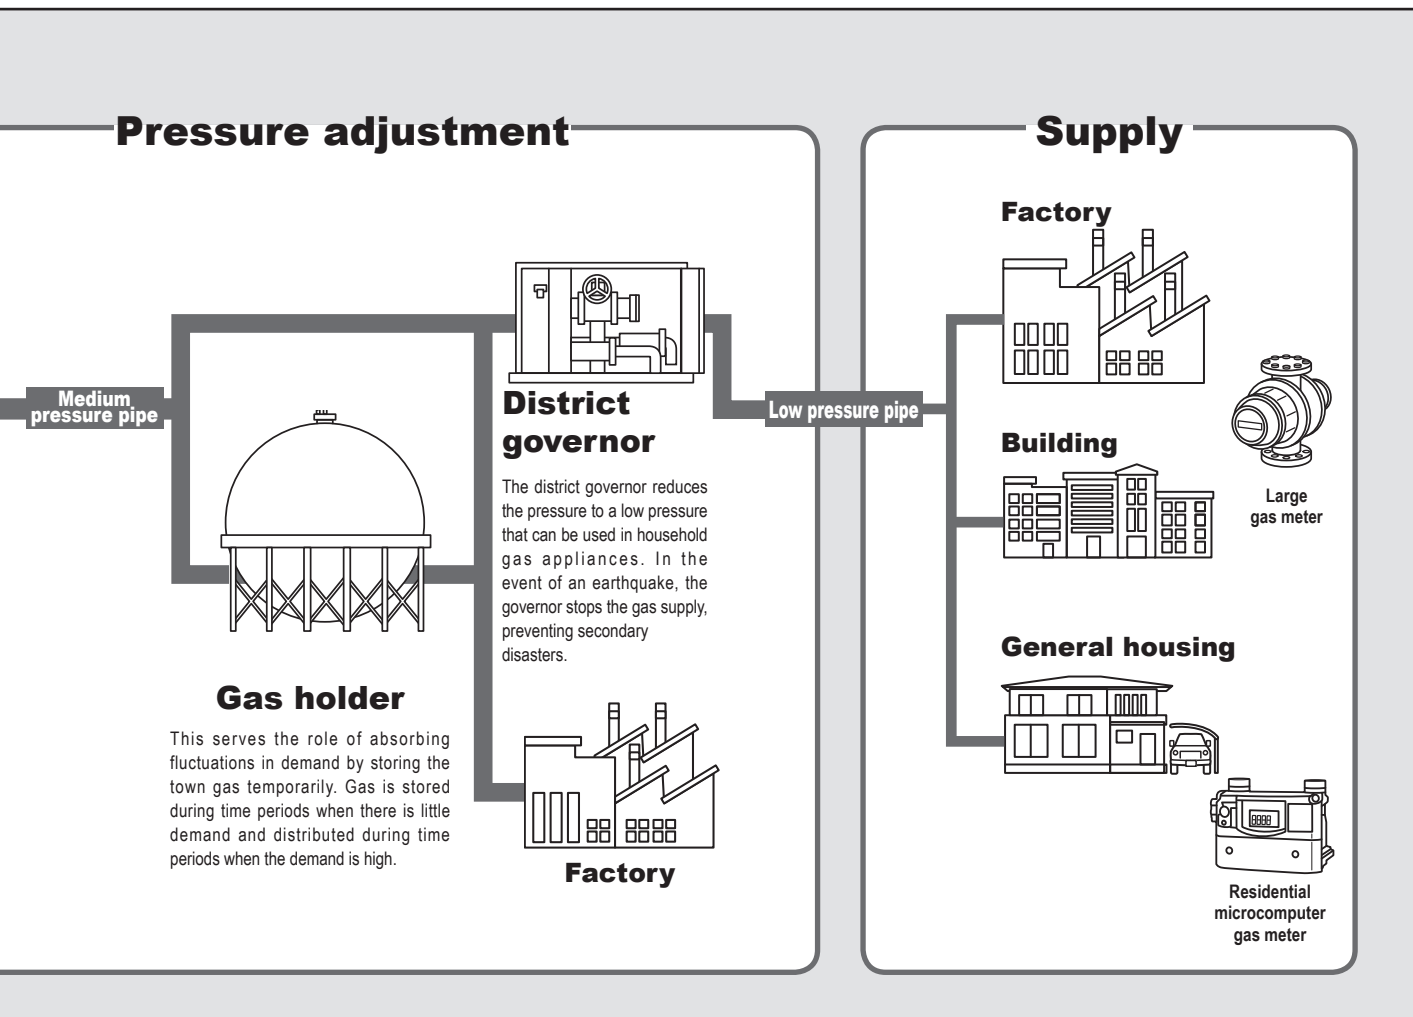 Pressure adjustment
Medium
pressure pipe
District
governor
The district governor reduces
the pressure to a low pressure
that can be used in household
gas appliances. In the
event of an earthquake, the
governor stops the gas supply,
preventing secondary
disasters.
Gas holder
This serves the role of absorbing
fluctuations in demand by storing the
town gas temporarily. Gas is stored
during time periods when there is little
demand and distributed during time
periods when the demand is high.
Factory
Low pressure pipe
Supply
Factory
Building
Large
gas meter
General housing
8888
Residential
microcomputer
gas meter